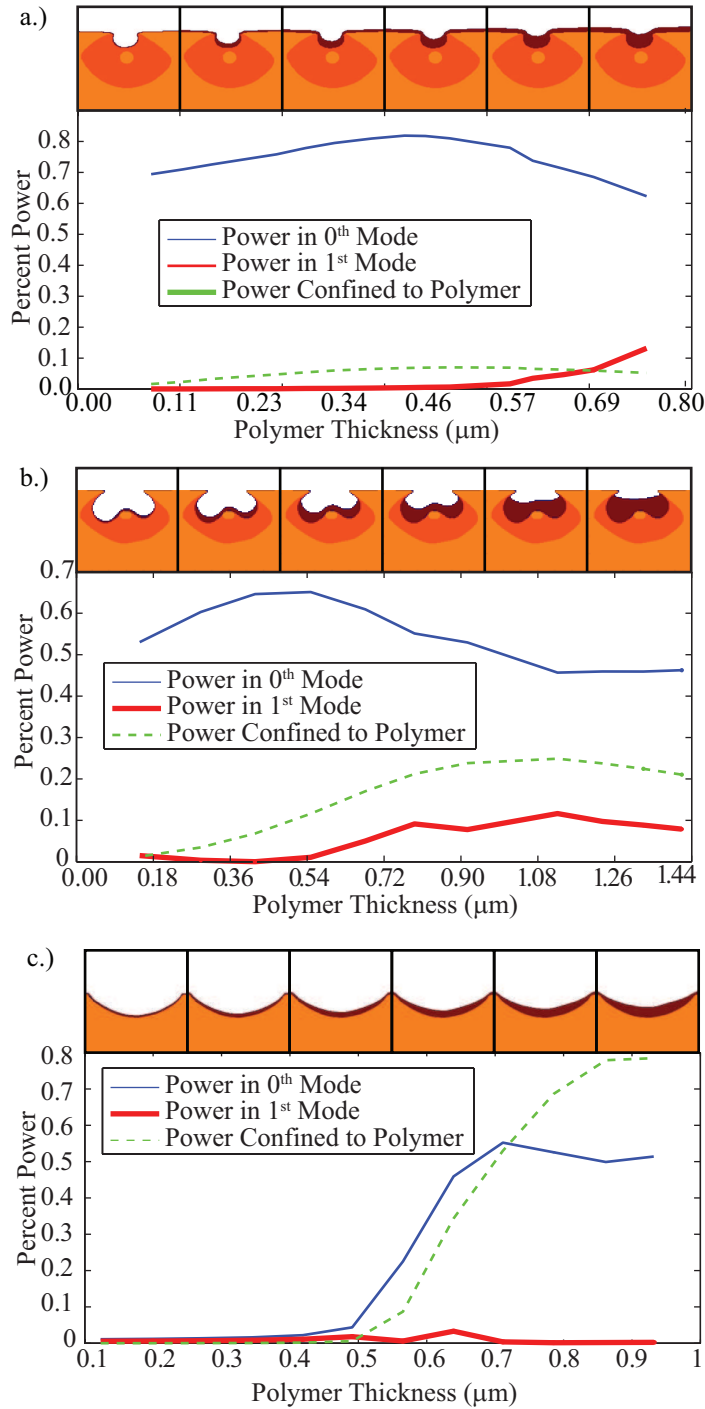 a.)
0.8
0.7
0.6
0.5
0.4
0.3
0.2
0.1
0.0
Percent Power
Power in 0th Mode
Power in 1st Mode
Power Confined to Polymer
0.00 0.11 0.23 0.34 0.46 0.57 0.69 0.80
Polymer Thickness (μm)
b.)
0.7
0.6
0.5
0.4
0.3
0.2
0.1
0
Percent Power
Power in 0th Mode
Power in 1st Mode
Power Confined to Polymer
0.00 0.18 0.36 0.54 0.72 0.90 1.08 1.26 1.44
Polymer Thickness (μm)
c.)
0.8
0.7
0.6
0.5
0.4
0.3
0.2
0.1
0
Percent Power
Power in 0th Mode
Power in 1st Mode
Power Confined to Polymer
0.1 0.2 0.3 0.4 0.5 0.6 0.7 0.8 0.9 1
Polymer Thickness (μm)